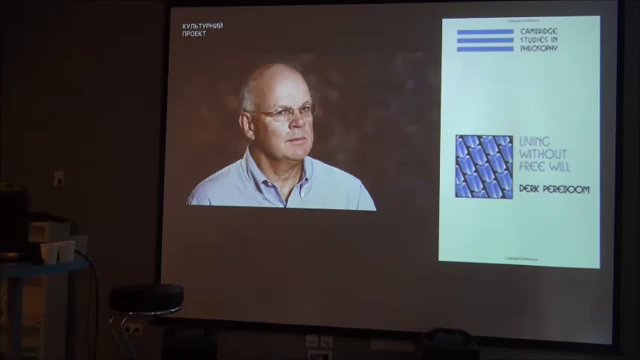 КУЛЬТУРНИЙ
ПРОЕКТ
CAMBRIDGE
STUDIES IN
PHILOSOPHY
LIVING
WITHOUT
FREE WILL
DERK PEREBOOM